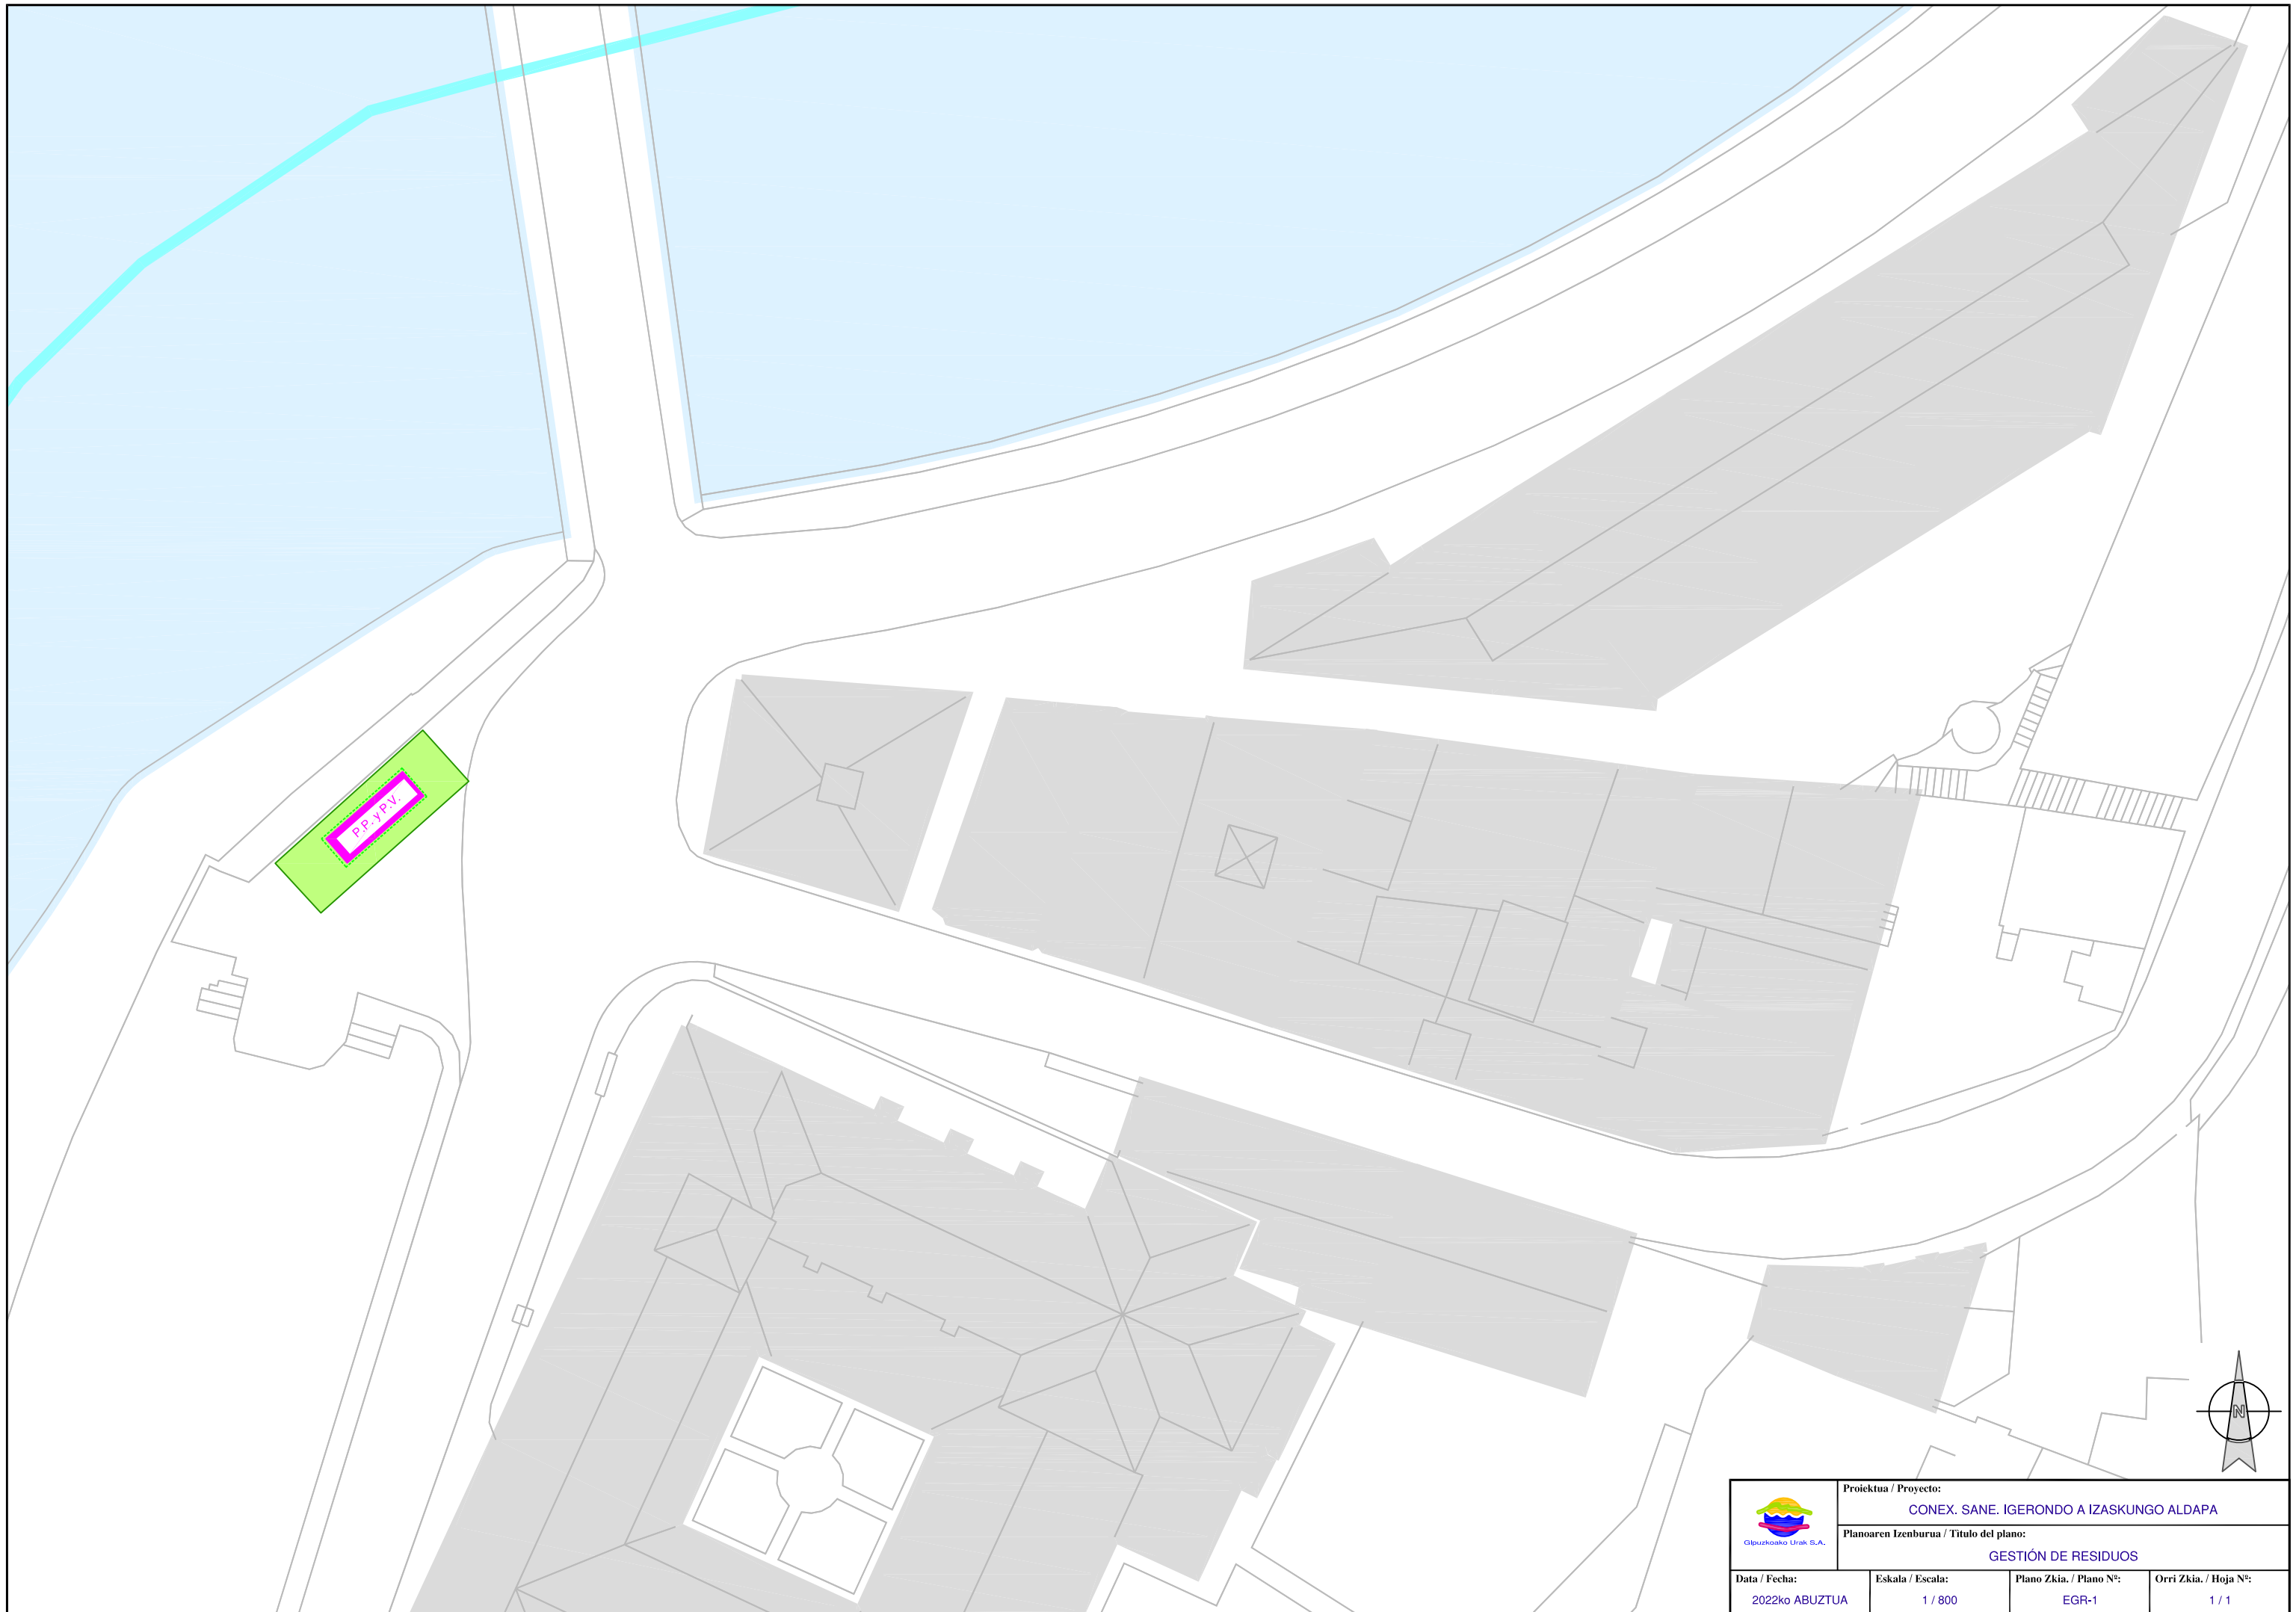 P.P. y P.V.
N
Gipuzkoako Urak S.A.
Proiektua / Proyecto:
CONEX. SANE. IGERONDO A IZASKUNGO ALDAPA
Planoaren Izenburua / Titulo del plano:
GESTIÓN DE RESIDUOS
Data / Fecha:
2022ko ABUZTUA
Eskala / Escala:
1 / 800
Plano Zkia. / Plano Nº:
EGR-1
Orri Zkia. / Hoja Nº:
1 / 1